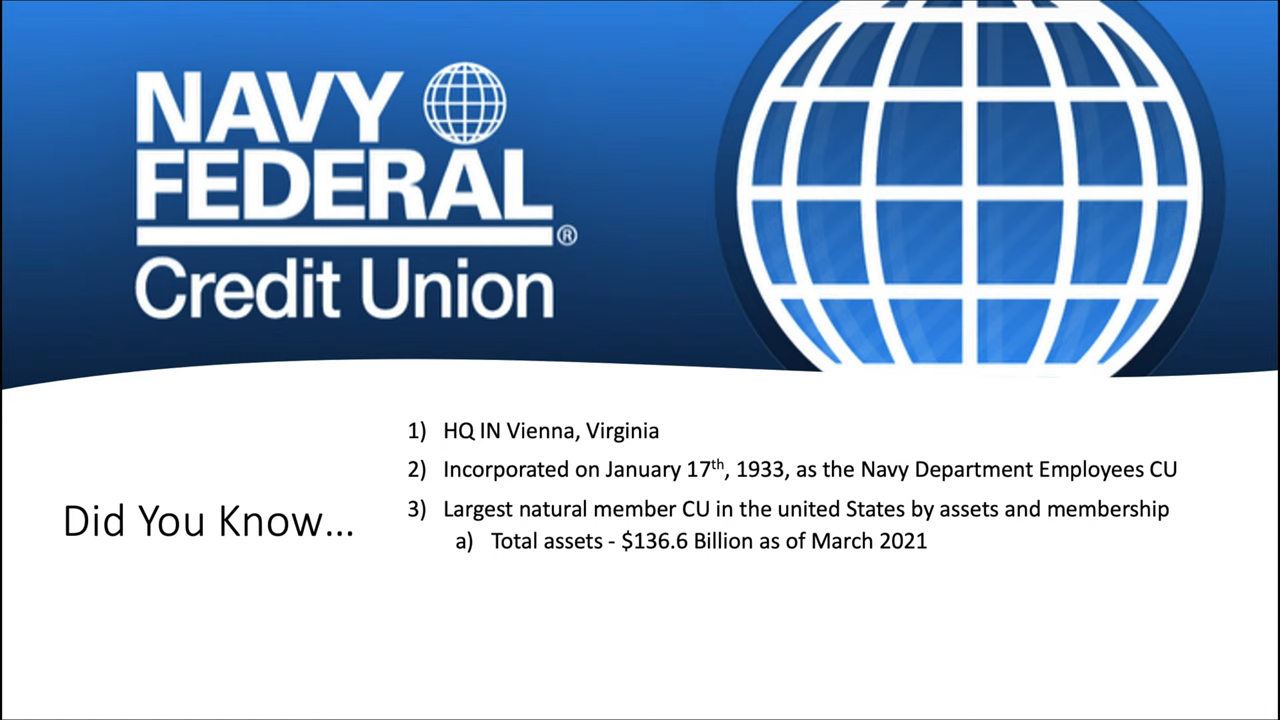 NAVY
FEDERAL®
Credit Union
Did You Know...
1) HQ IN Vienna, Virginia
2) Incorporated on January 17th, 1933, as the Navy Department Employees CU
3) Largest natural member CU in the united States by assets and membership
a) Total assets - $136.6 Billion as of March 2021